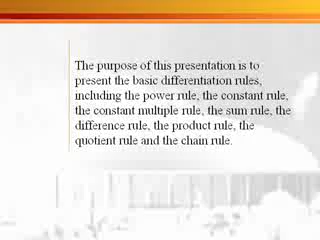 The purpose of this presentation is to
present the basic differentiation rules,
including the power rule, the constant rule,
the constant multiple rule, the sum rule, the
difference rule, the product rule, the
quotient rule and the chain rule.